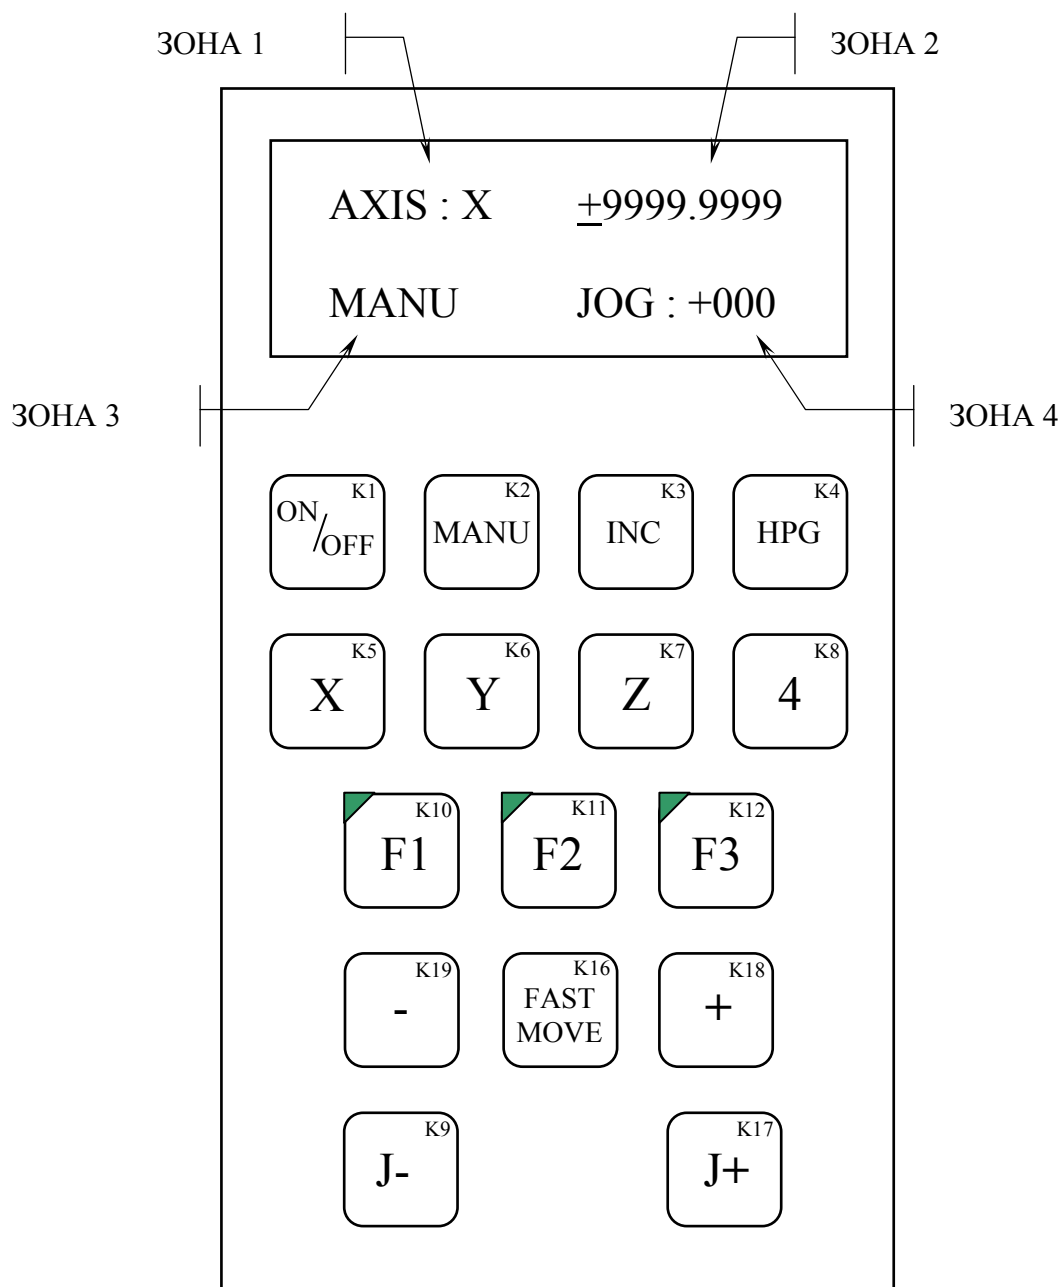 ЗОНА 1
ЗОНА 2
AXIS : X
±9999.9999
MANU
JOG : +000
ЗОНА 3
ЗОНА 4
K1
ON/OFF
K2
MANU
K3
INC
K4
HPG
K5
X
K6
Y
K7
Z
K8
4
K10
F1
K11
F2
K12
F3
K19
-
K16
FAST
MOVE
K18
+
K9
J-
K17
J+